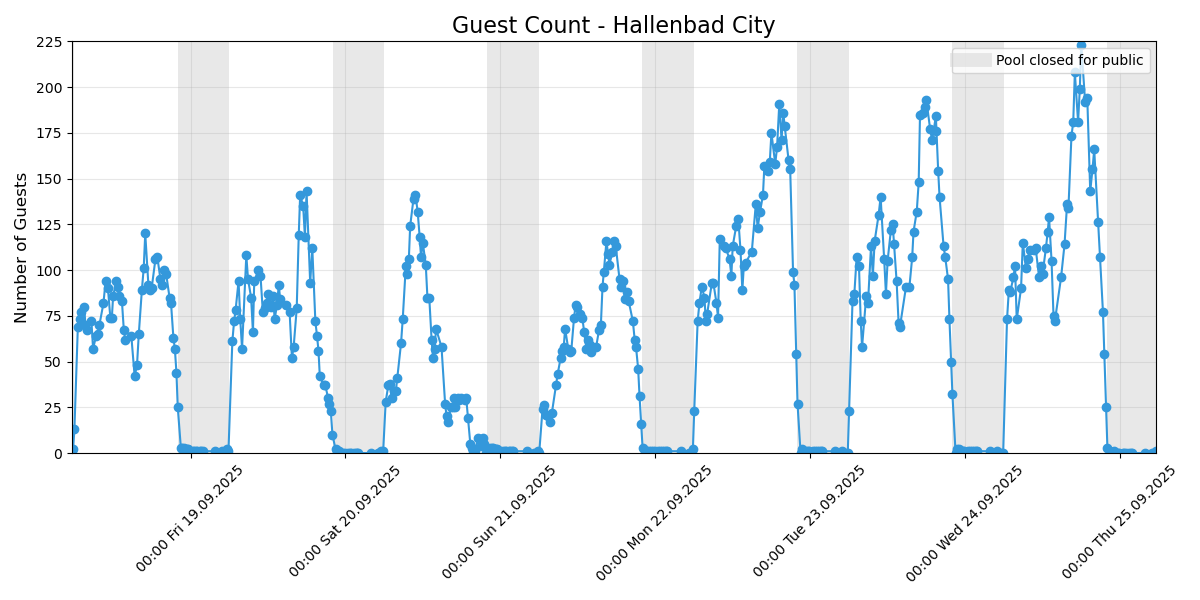 Guest Count - Hallenbad City
Number of Guests
225
200
175
150
125
100
75
50
25
0
Pool closed for public
00:00 Fri 19.09.2025
00:00 Sat 20.09.2025
00:00 Sun 21.09.2025
00:00 Mon 22.09.2025
00:00 Tue 23.09.2025
00:00 Wed 24.09.2025
00:00 Thu 25.09.2025